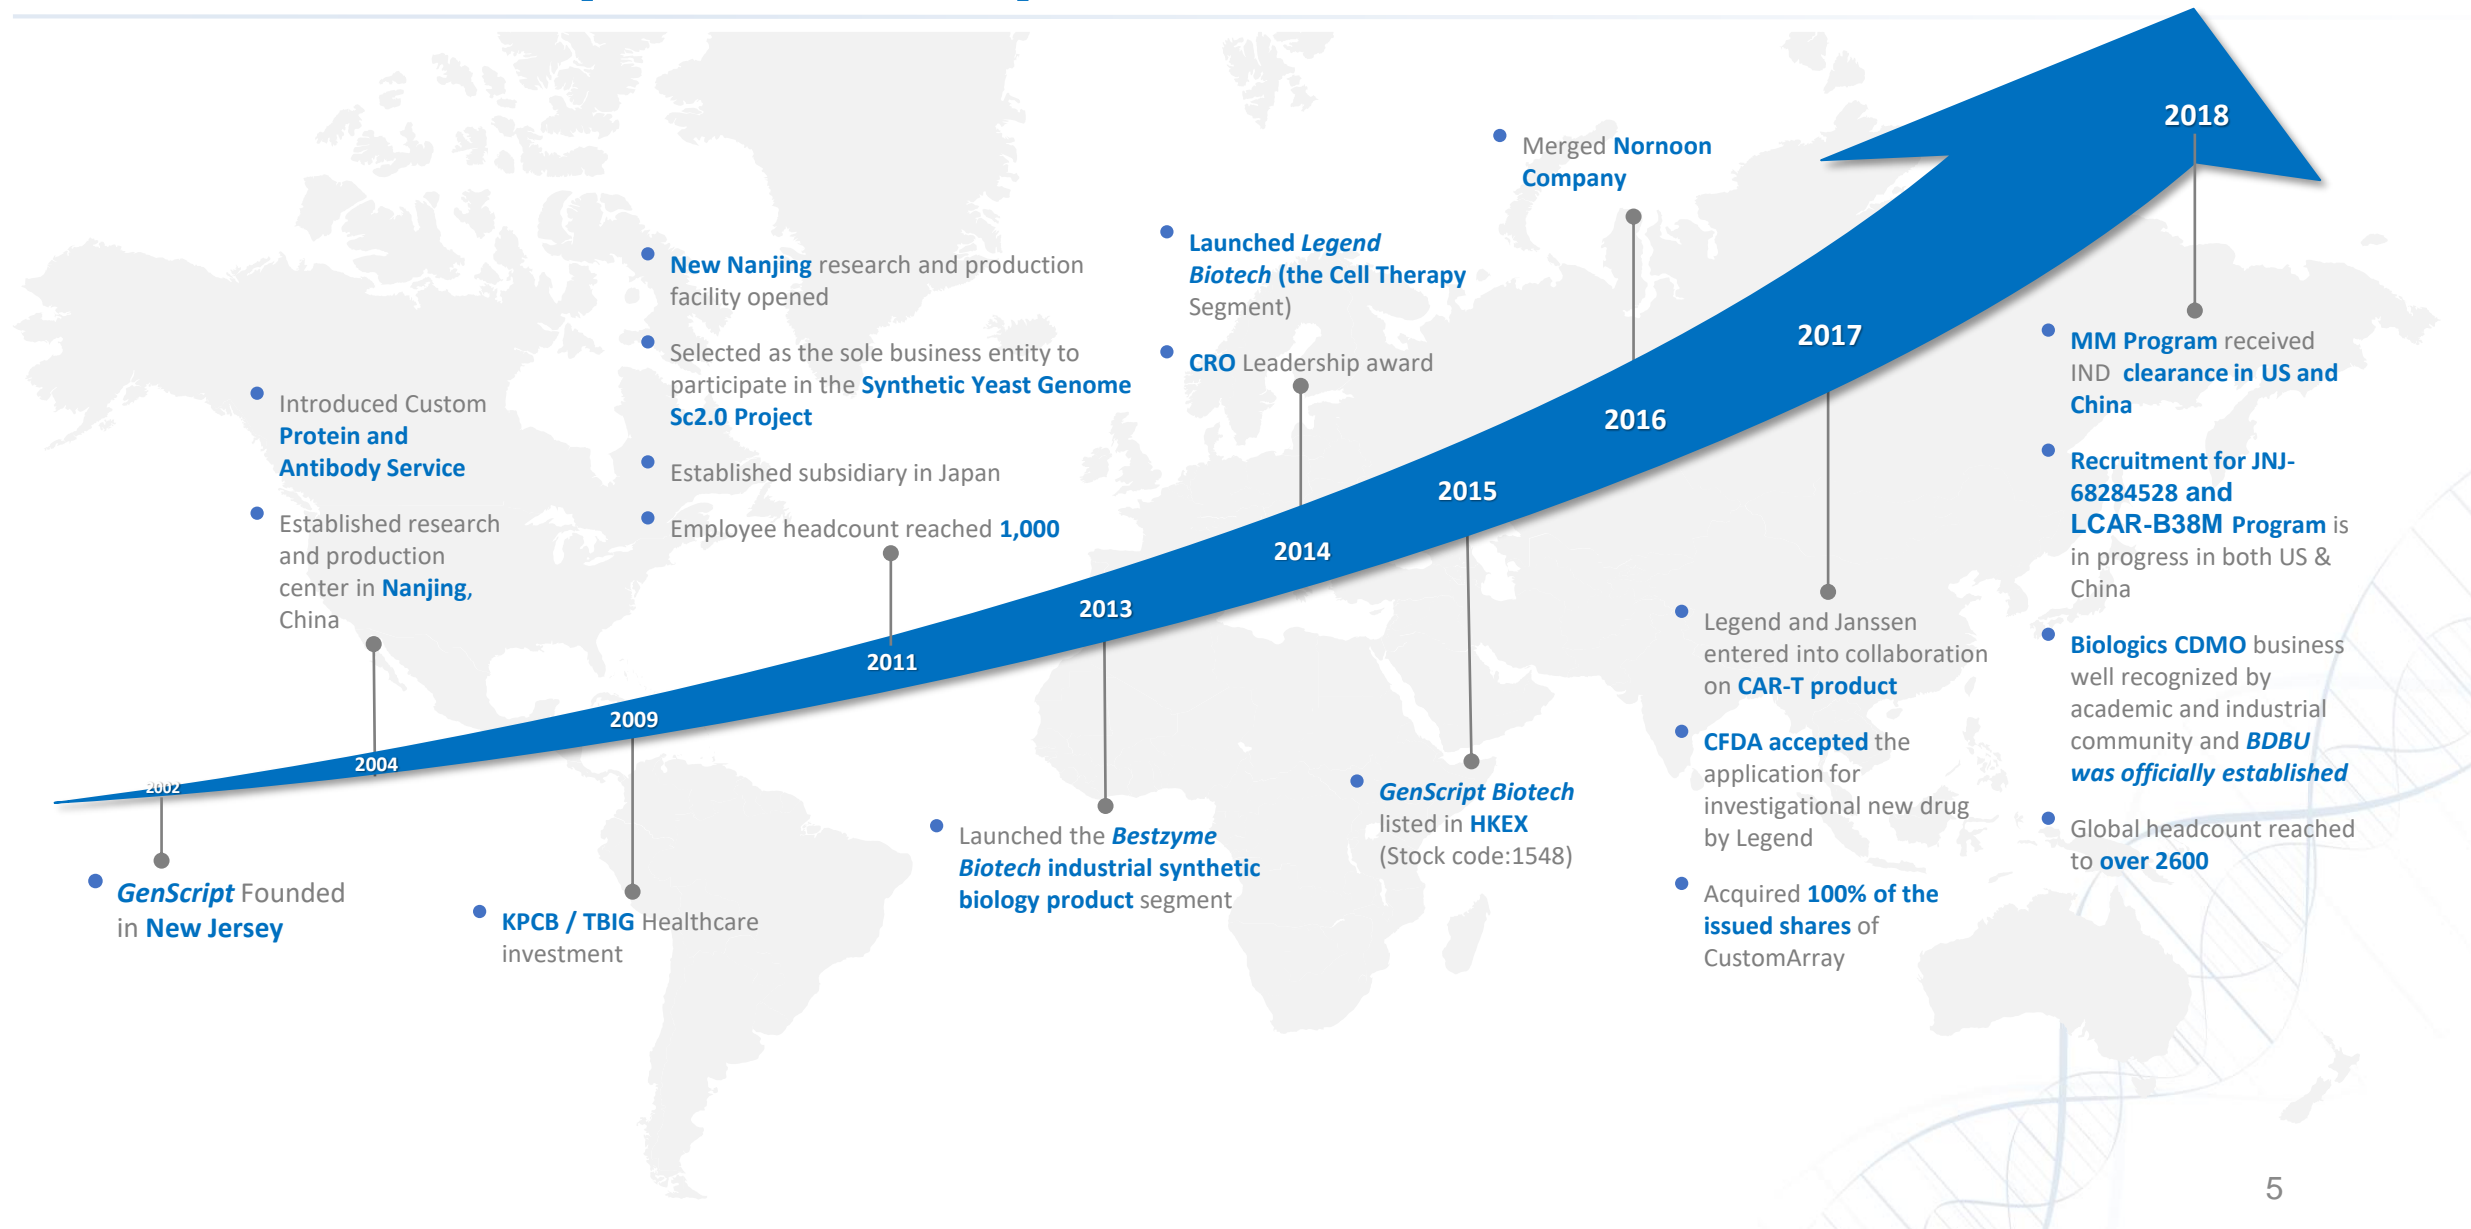 2002
GenScript Founded
in New Jersey
2004
Introduced Custom
Protein and
Antibody Service
Established research
and production
center in Nanjing,
China
2009
KPCB / TBIG Healthcare
investment
2011
New Nanjing research and production
facility opened
Selected as the sole business entity to
participate in the Synthetic Yeast Genome
Sc2.0 Project
Established subsidiary in Japan
Employee headcount reached 1,000
2013
Launched the Bestzyme
Biotech industrial synthetic
biology product segment
2014
Launched Legend
Biotech (the Cell Therapy
Segment)
CRO Leadership award
2015
GenScript Biotech
listed in HKEX
(Stock code:1548)
2016
Merged Nornoon
Company
2017
Legend and Janssen
entered into collaboration
on CAR-T product
CFDA accepted the
application for
investigational new drug
by Legend
Acquired 100% of the
issued shares of
CustomArray
2018
MM Program received
IND clearance in US and
China
Recruitment for JNJ-
68284528 and
LCAR-B38M Program is
in progress in both US &
China
Biologics CDMO business
well recognized by
academic and industrial
community and BDBU
was officially established
Global headcount reached
to over 2600
5